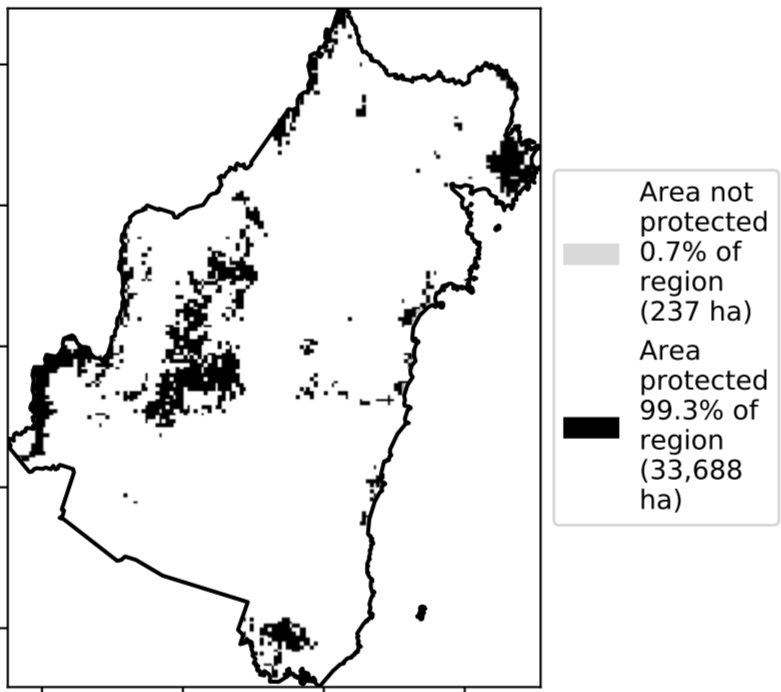 Area not
protected
0.7% of
region
(237 ha)
Area
protected
99.3% of
region
(33,688
ha)